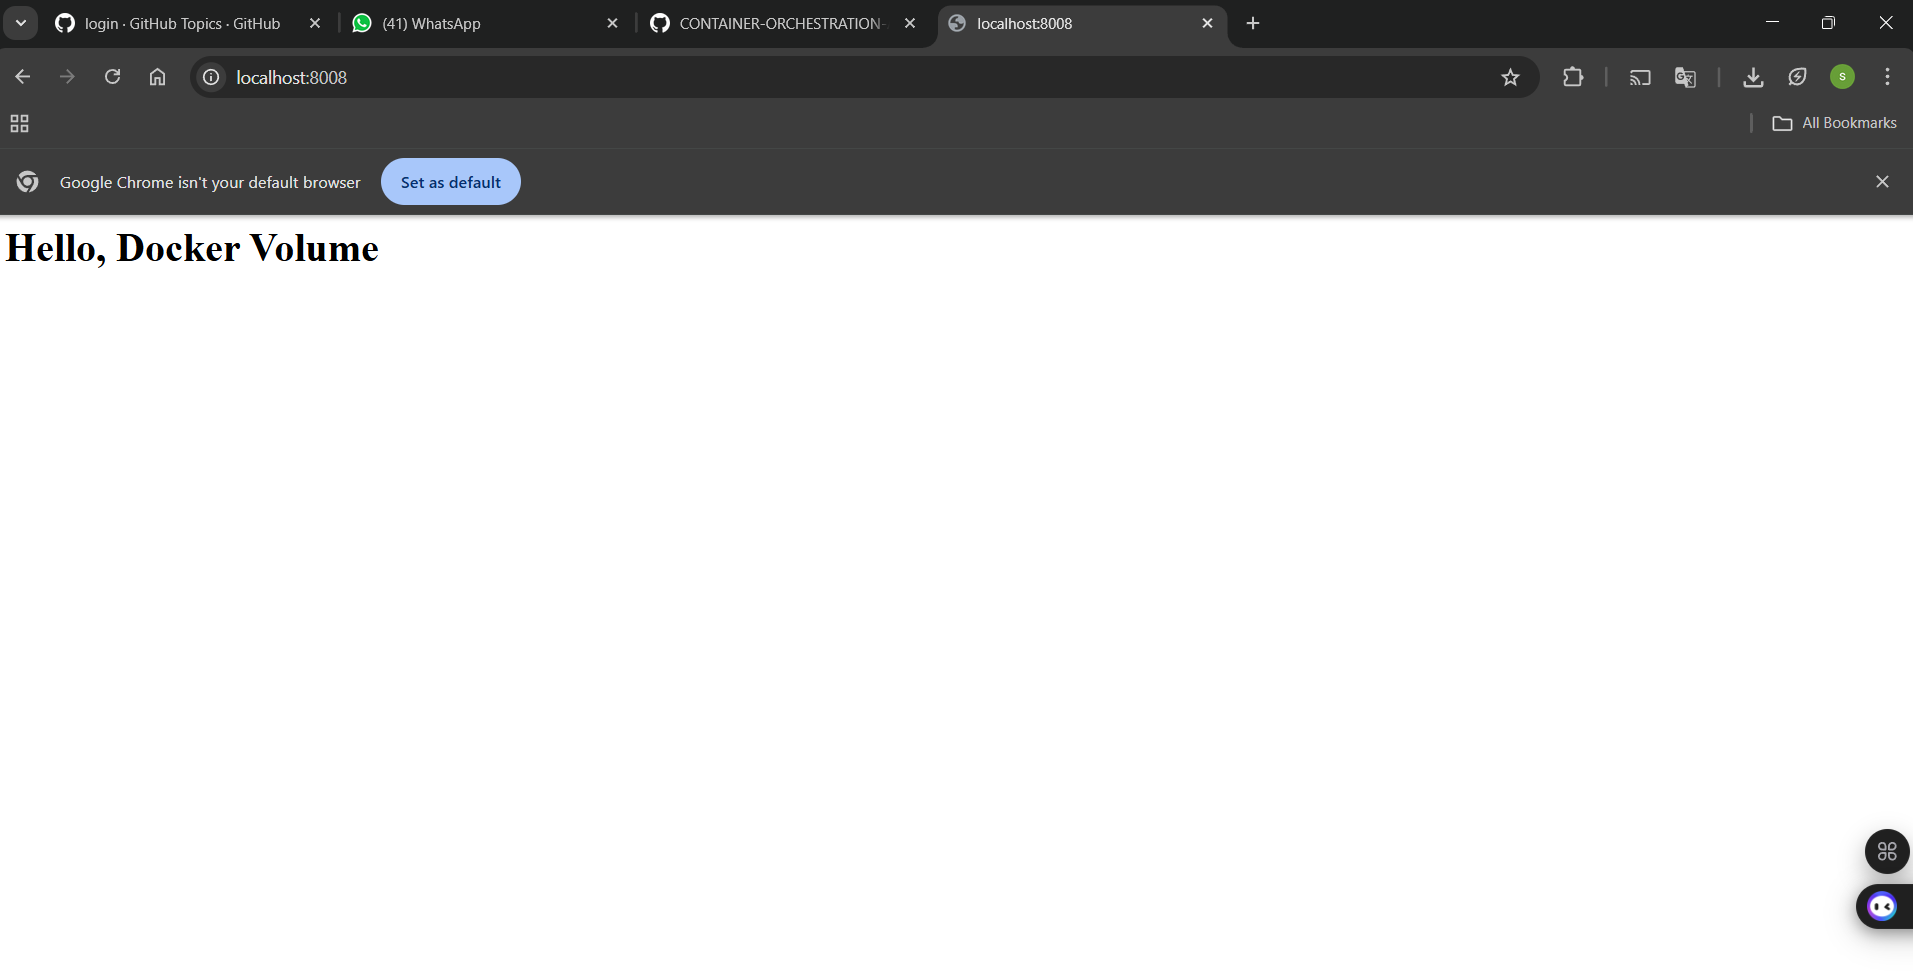 login · GitHub Topics · GitHub
(41) WhatsApp
CONTAINER-ORCHESTRATION-
localhost:8008
localhost:8008
S
All Bookmarks
Google Chrome isn't your default browser
Set as default
Hello, Docker Volume